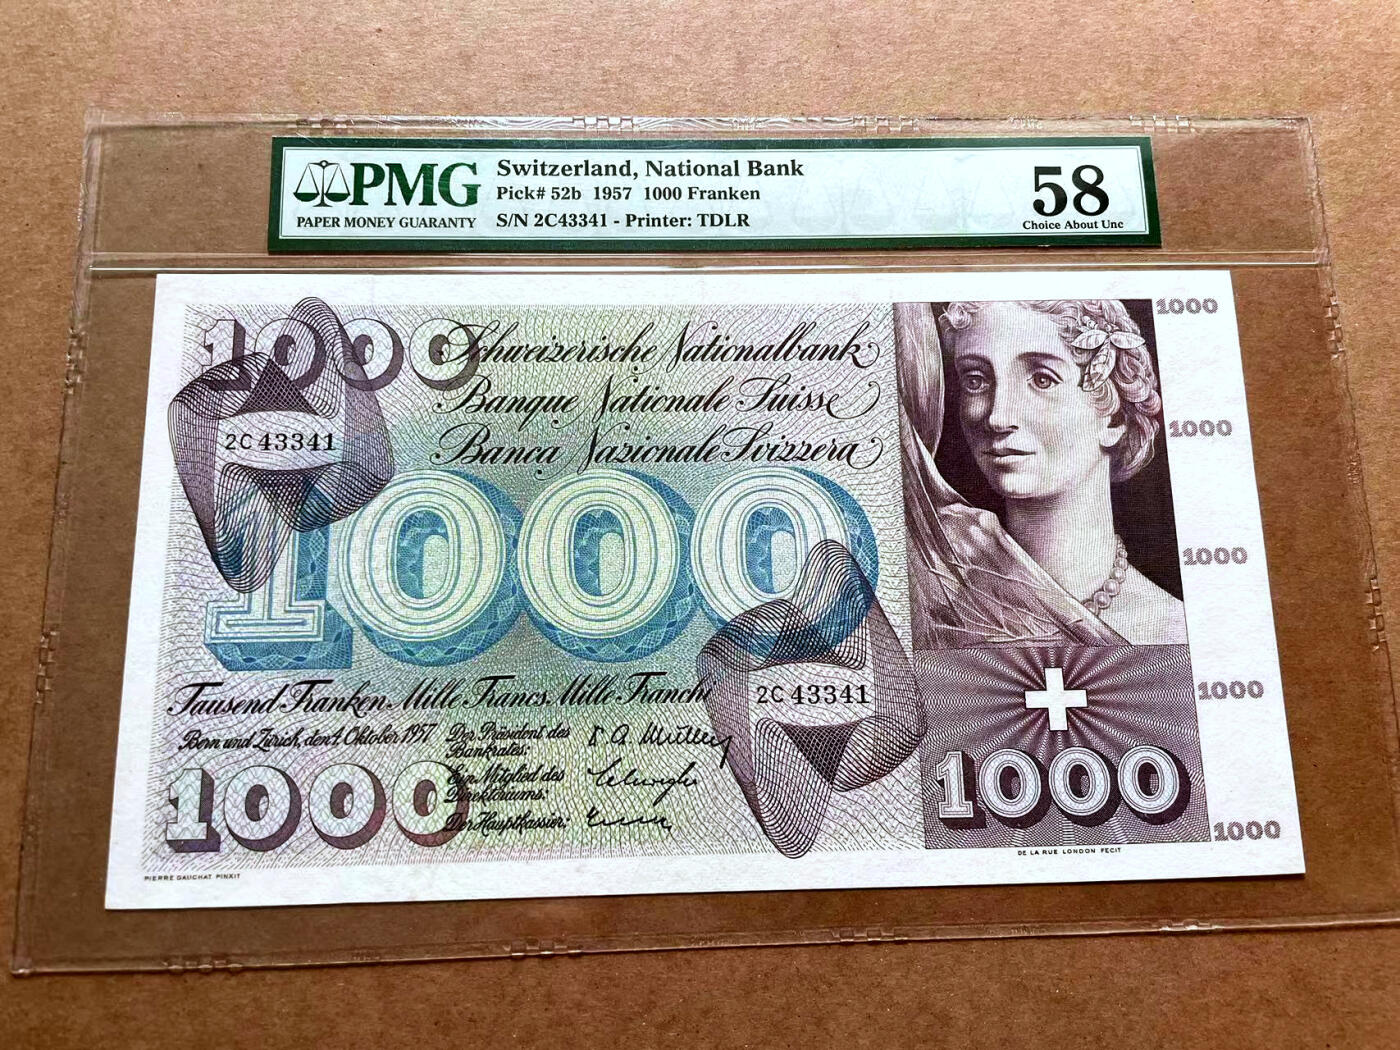 PMG
PAPER MONEY GUARANTY
Switzerland, National Bank
Pick# 52b 1957 1000 Franken
S/N 2C43341 - Printer: TDLR
58
Choice About Unc
1000
Schweizerische Nationalbank
Banque Nationale Suisse
Banca Nazionale Svizzera
2C 43341
1000
1000
1000
1000
1000
1000
Tausend Franken Mille Francs Mille Franchi
2C 43341
Bern und Zürich, den 4. Oktober 1957
Der Präsident des
Bankrates:
Ein Mitglied des
Direktoriums:
Der Hauptkassier:
1000
1000
PIERRE GAUCHAT PINXIT
DE LA RUE LONDON FECIT